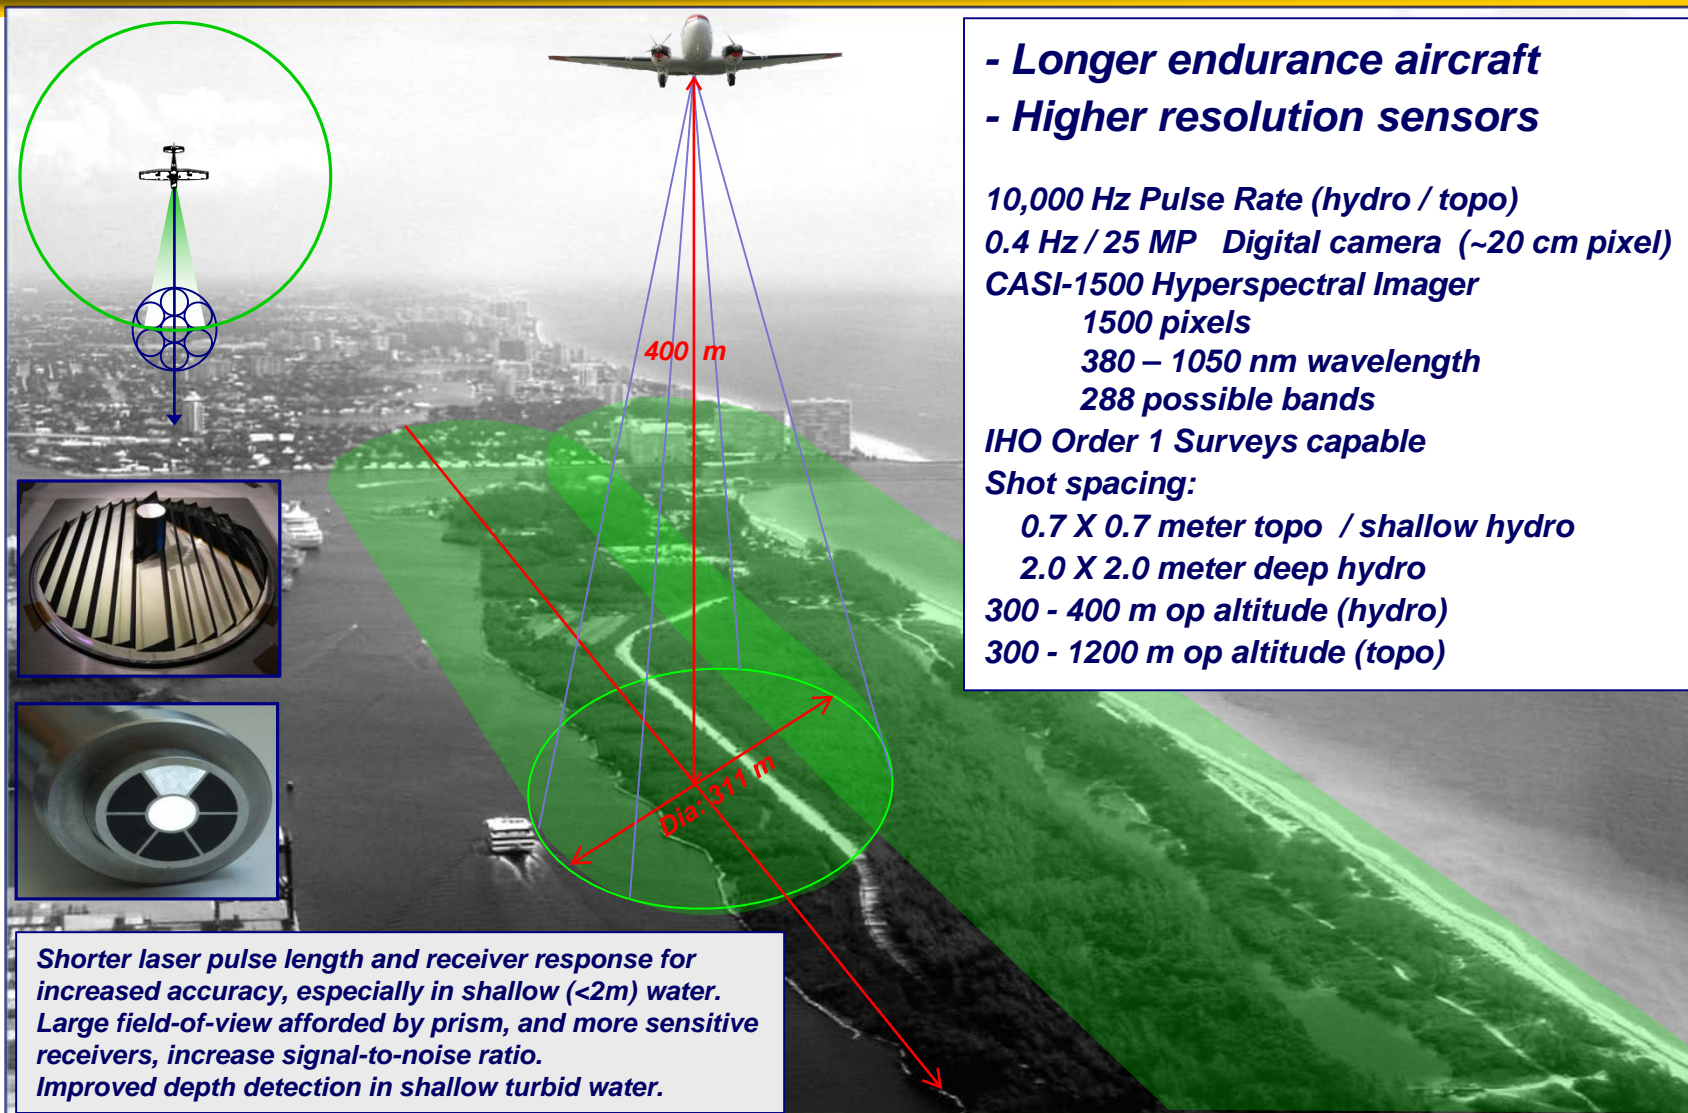 - Longer endurance aircraft
- Higher resolution sensors
10,000 Hz Pulse Rate (hydro / topo)
0.4 Hz / 25 MP Digital camera (~20 cm pixel)
CASI-1500 Hyperspectral Imager
1500 pixels
380 – 1050 nm wavelength
288 possible bands
IHO Order 1 Surveys capable
Shot spacing:
0.7 X 0.7 meter topo / shallow hydro
2.0 X 2.0 meter deep hydro
300 - 400 m op altitude (hydro)
300 - 1200 m op altitude (topo)
400 m
Dia: 311 m
Shorter laser pulse length and receiver response for
increased accuracy, especially in shallow (<2m) water.
Large field-of-view afforded by prism, and more sensitive
receivers, increase signal-to-noise ratio.
Improved depth detection in shallow turbid water.